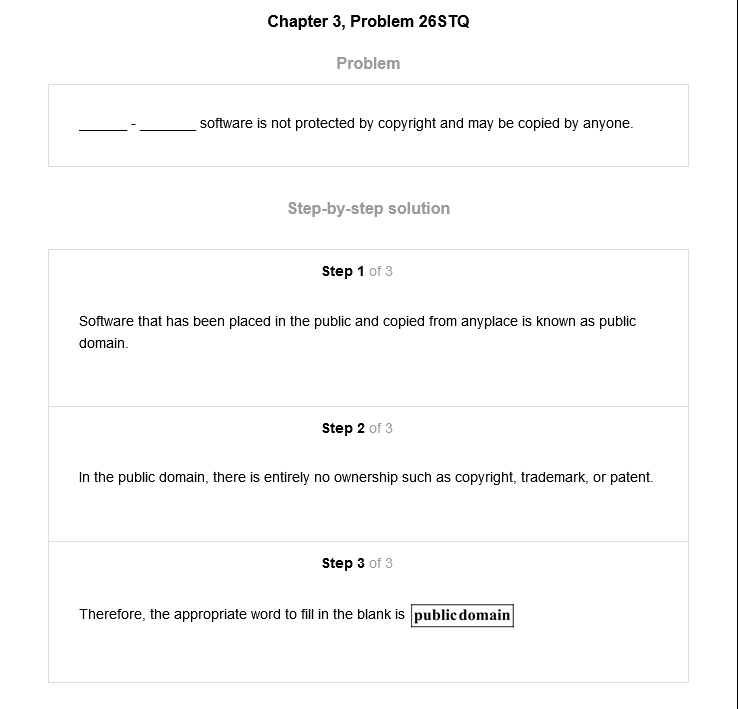 Chapter 3, Problem 26STQ
Problem
______ - _______ software is not protected by copyright and may be copied by anyone.
Step-by-step solution
Step 1 of 3
Software that has been placed in the public and copied from anyplace is known as public
domain.
Step 2 of 3
In the public domain, there is entirely no ownership such as copyright, trademark, or patent.
Step 3 of 3
Therefore, the appropriate word to fill in the blank is public domain